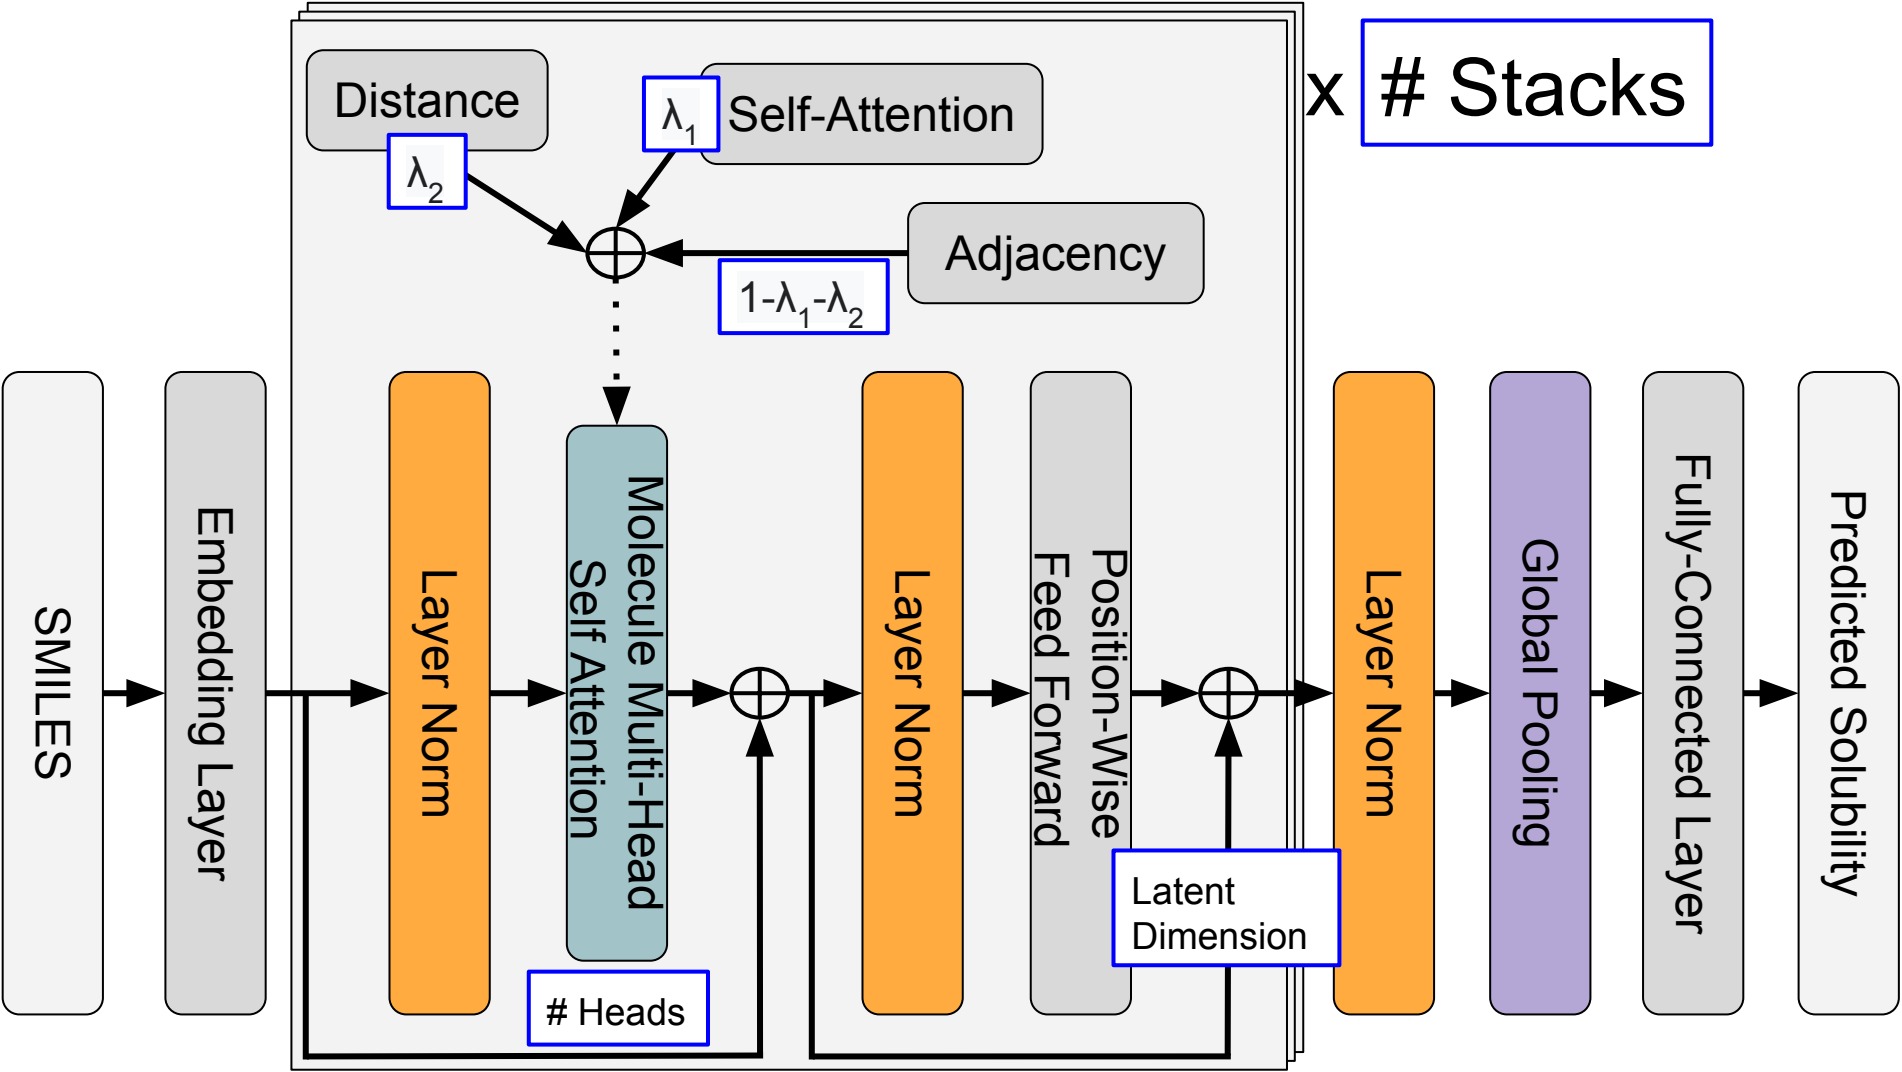 Distance
λ2
λ1
Self-Attention
x # Stacks
Adjacency
1-λ1-λ2
SMILES
Embedding Layer
Layer Norm
Molecule Multi-Head
Self Attention
# Heads
Layer Norm
Position-Wise
Feed Forward
Latent
Dimension
Layer Norm
Global Pooling
Fully-Connected Layer
Predicted Solubility